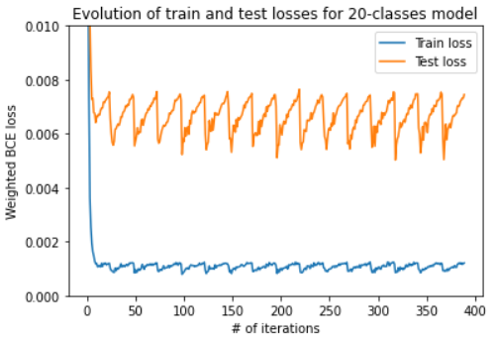 Evolution of train and test losses for 20-classes model
0.010
0.008
0.006
0.004
0.002
0.000
Weighted BCE loss
Train loss
Test loss
0 50 100 150 200 250 300 350 400
# of iterations